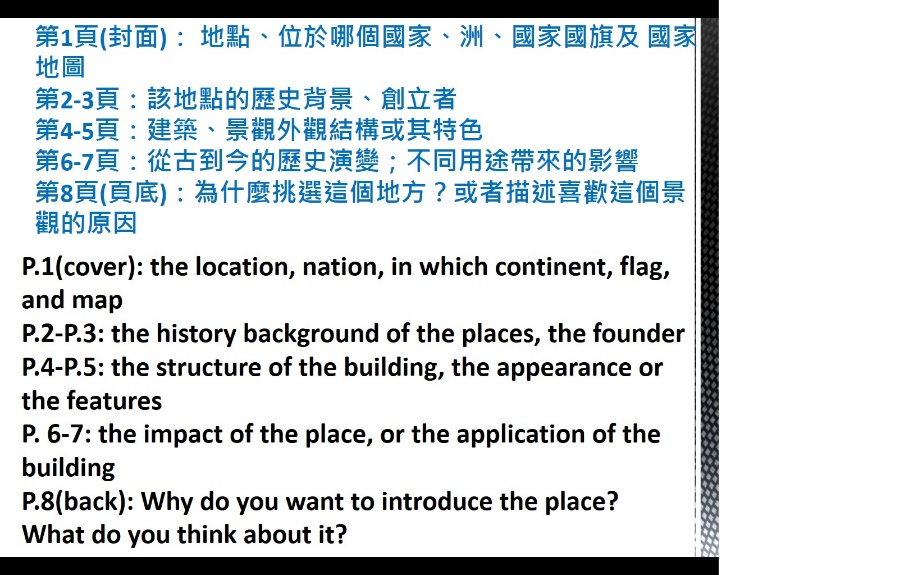 第1頁(封面)： 地點、位於哪個國家、洲、國家國旗及 國家
地圖
第2-3頁：該地點的歷史背景、創立者
第4-5頁：建築、景觀外觀結構或其特色
第6-7頁：從古到今的歷史演變；不同用途帶來的影響
第8頁(頁底)：為什麼挑選這個地方？或者描述喜歡這個景
觀的原因
P.1(cover): the location, nation, in which continent, flag,
and map
P.2-P.3: the history background of the places, the founder
P.4-P.5: the structure of the building, the appearance or
the features
P. 6-7: the impact of the place, or the application of the
building
P.8(back): Why do you want to introduce the place?
What do you think about it?